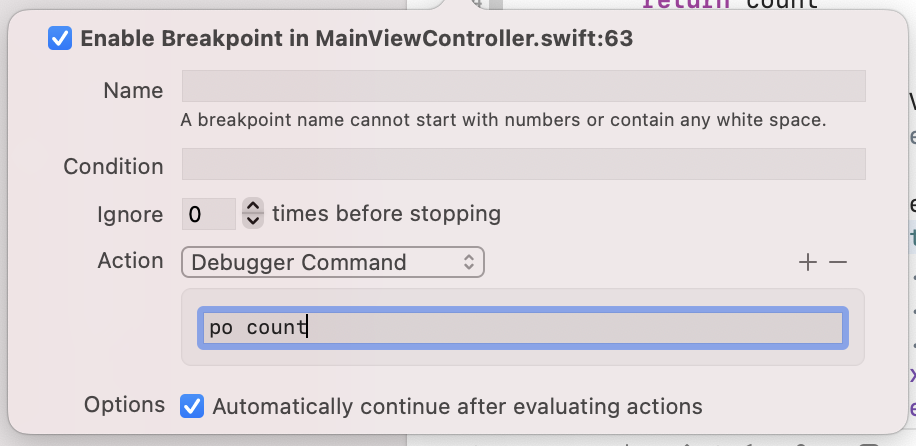 return count
Enable Breakpoint in MainViewController.swift:63
Name
A breakpoint name cannot start with numbers or contain any white space.
Condition
Ignore 0 times before stopping
Action Debugger Command
po count
Options Automatically continue after evaluating actions